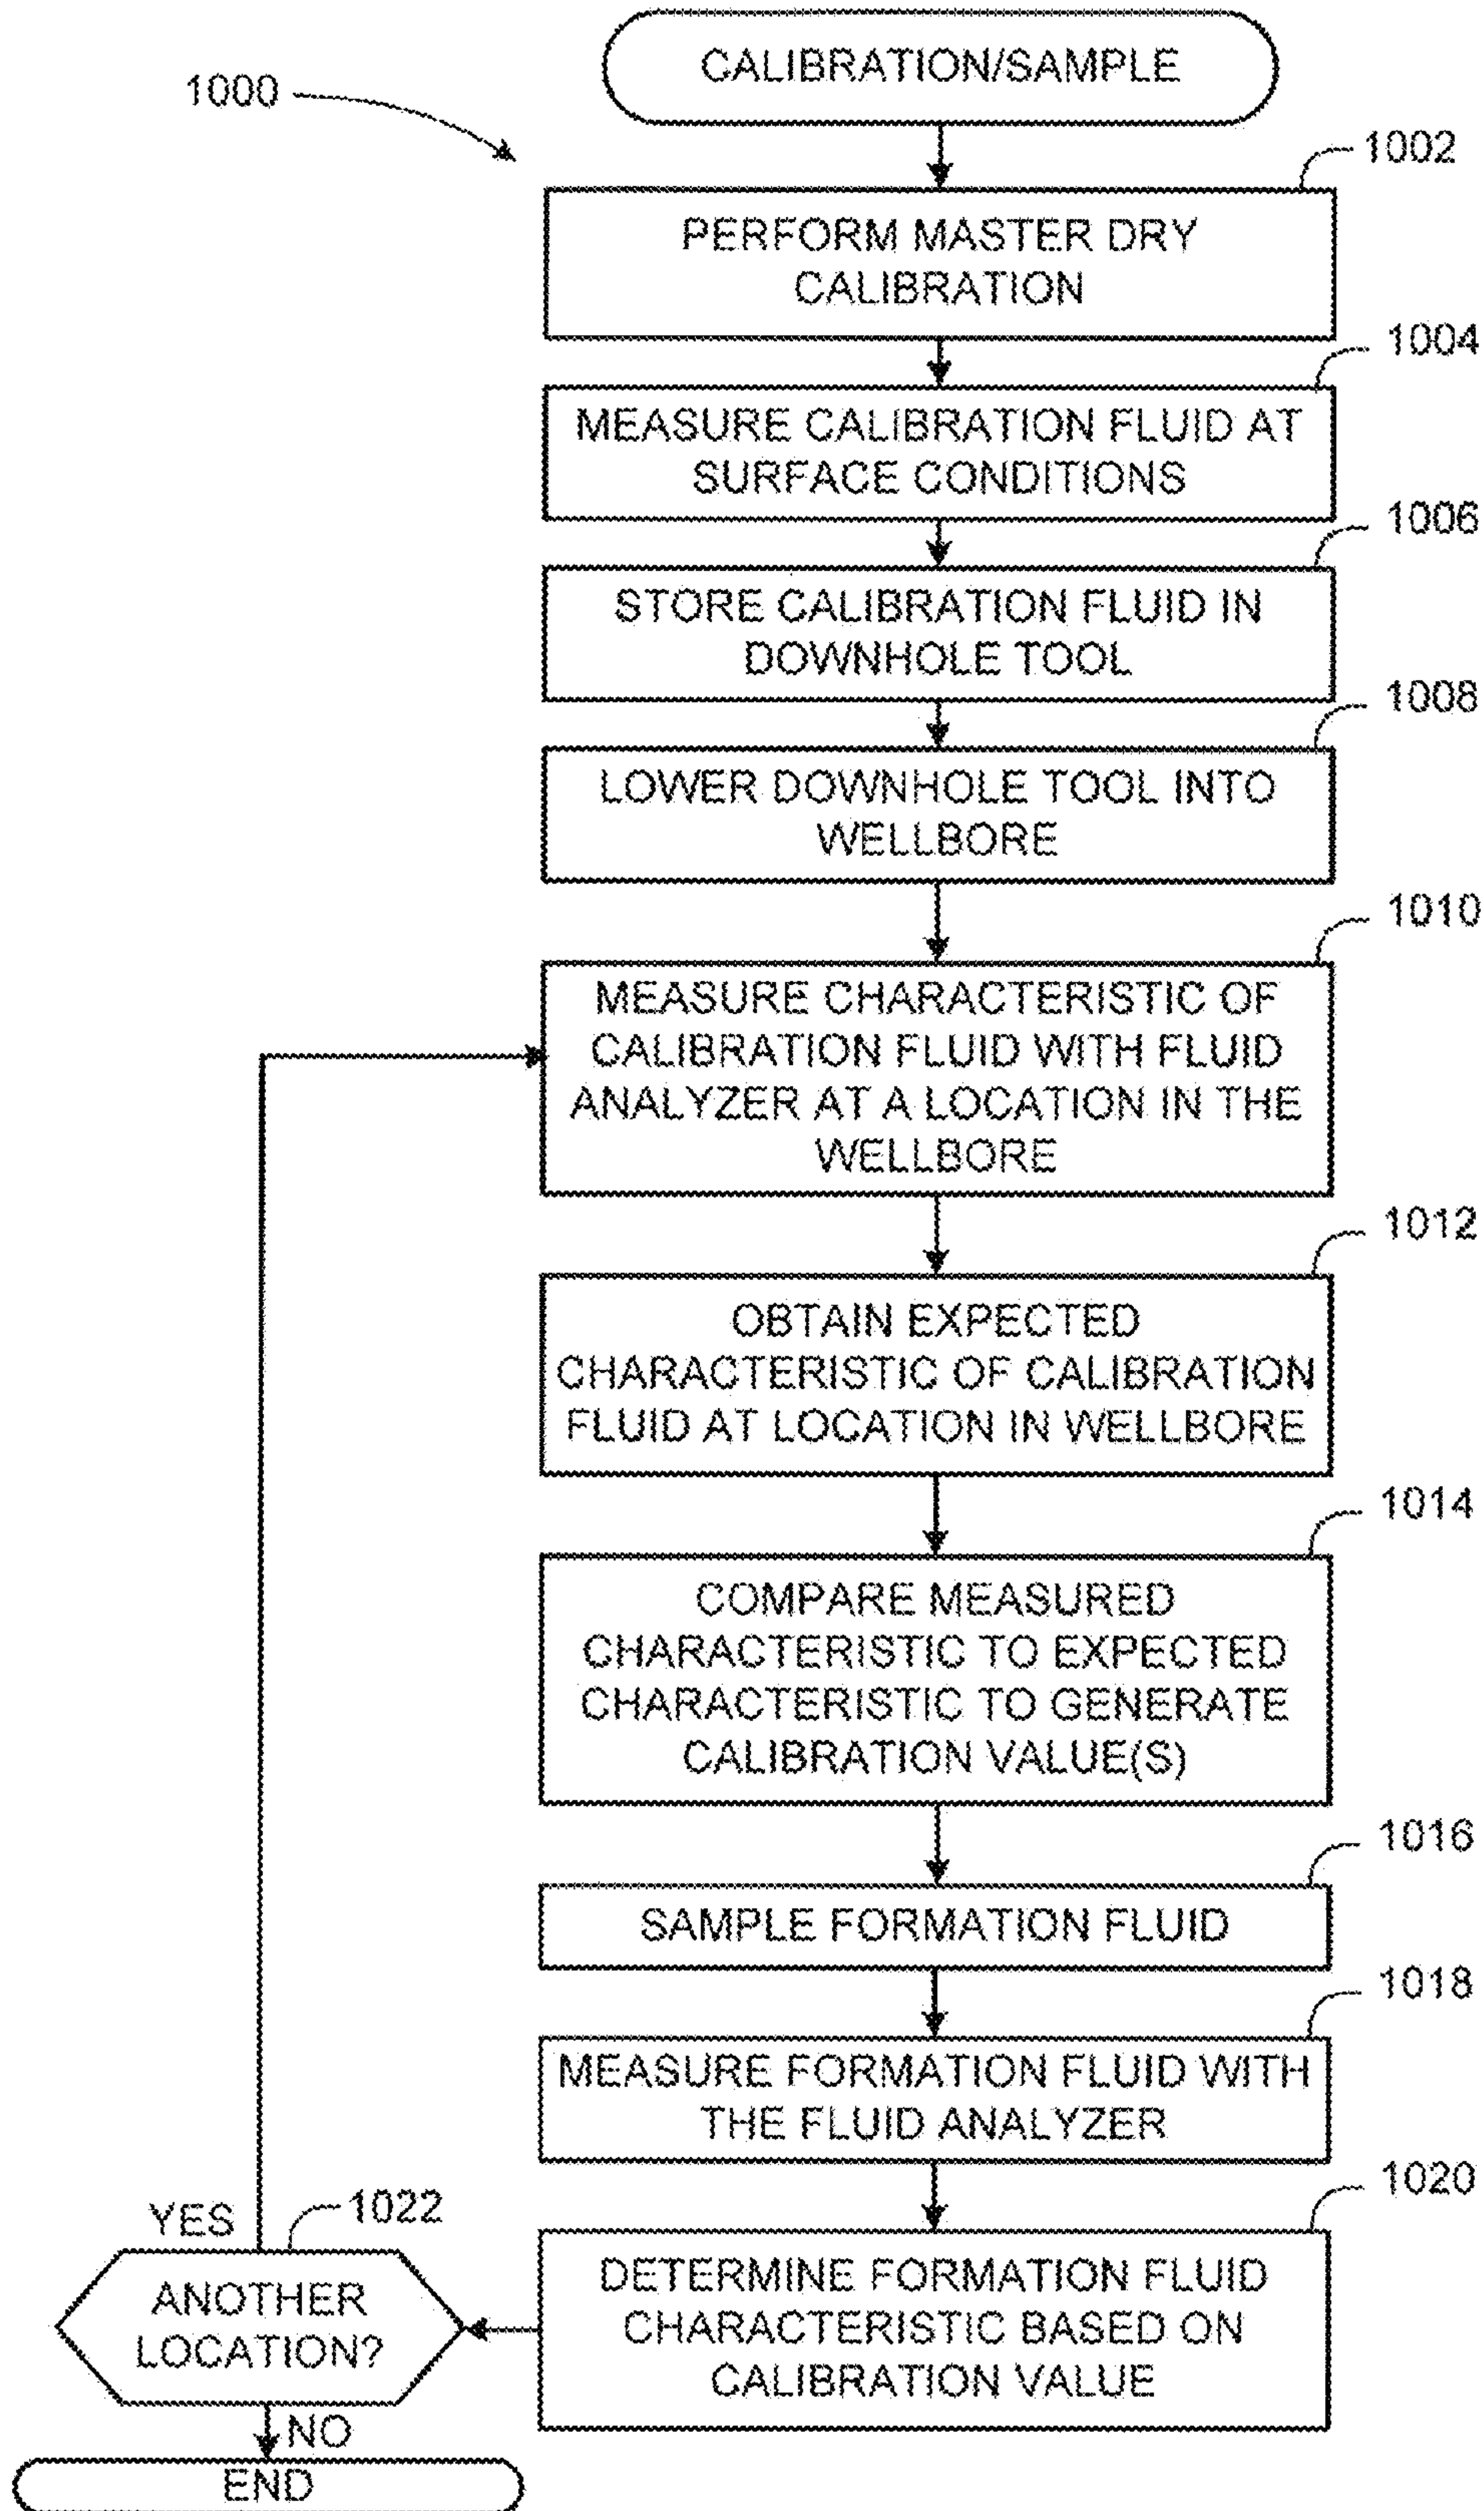 CALIBRATION/SAMPLE
1000
1002
PERFORM MASTER DRY
CALIBRATION
1004
MEASURE CALIBRATION FLUID AT
SURFACE CONDITIONS
1006
STORE CALIBRATION FLUID IN
DOWNHOLE TOOL
1008
LOWER DOWNHOLE TOOL INTO
WELLBORE
1010
MEASURE CHARACTERISTIC OF
CALIBRATION FLUID WITH FLUID
ANALYZER AT A LOCATION IN THE
WELLBORE
1012
OBTAIN EXPECTED
CHARACTERISTIC OF CALIBRATION
FLUID AT LOCATION IN WELLBORE
1014
COMPARE MEASURED
CHARACTERISTIC TO EXPECTED
CHARACTERISTIC TO GENERATE
CALIBRATION VALUE(S)
1016
SAMPLE FORMATION FLUID
1018
MEASURE FORMATION FLUID WITH
THE FLUID ANALYZER
1020
DETERMINE FORMATION FLUID
CHARACTERISTIC BASED ON
CALIBRATION VALUE
YES
1022
ANOTHER
LOCATION?
NO
END